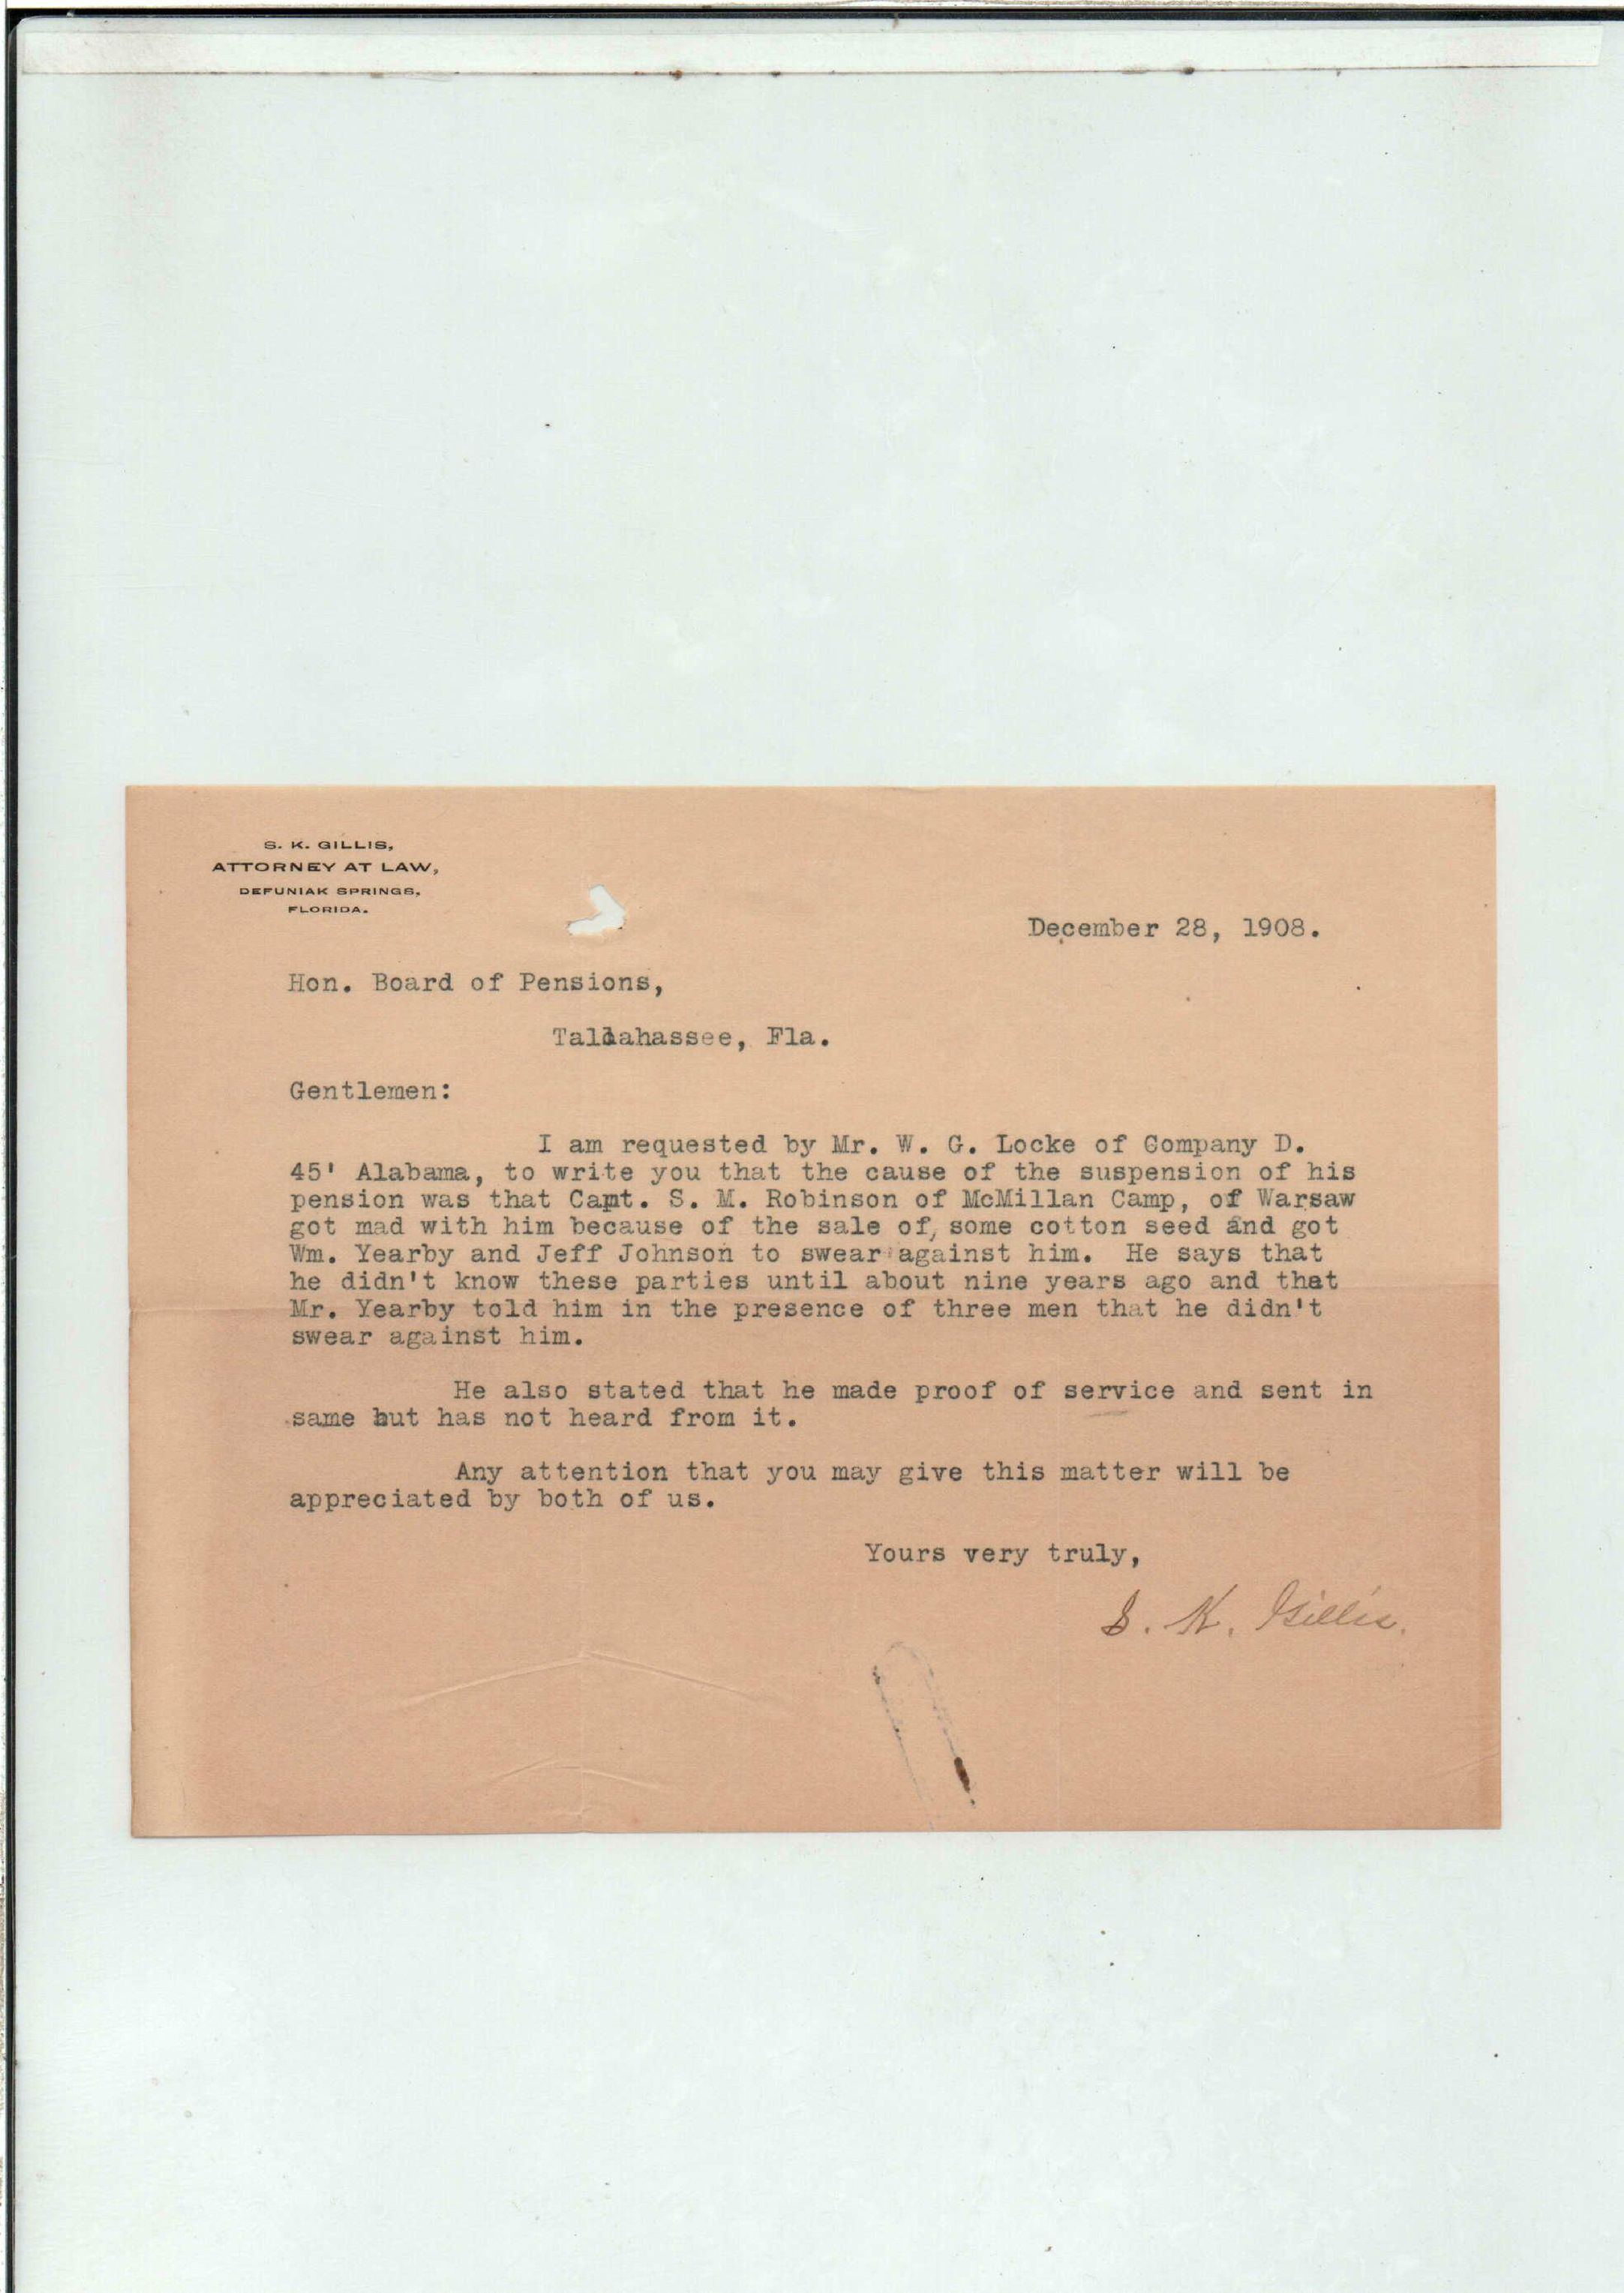 S. K. GILLIS,
ATTORNEY AT LAW,
DEFUNIAK SPRINGS,
FLORIDA.
December 28, 1908.
Hon. Board of Pensions,
Tallahassee, Fla.
Gentlemen:
I am requested by Mr. W. G. Locke of Company D.
45' Alabama, to write you that the cause of the suspension of his
pension was that Capt. S. M. Robinson of McMillan Camp, of Warsaw
got mad with him because of the sale of, some cotton seed and got
Wm. Yearby and Jeff Johnson to swear against him. He says that
he didn't know these parties until about nine years ago and that
Mr. Yearby told him in the presence of three men that he didn't
swear against him.
He also stated that he made proof of service and sent in
same but has not heard from it.
Any attention that you may give this matter will be
appreciated by both of us.
Yours very truly,
S. K. Gillis.